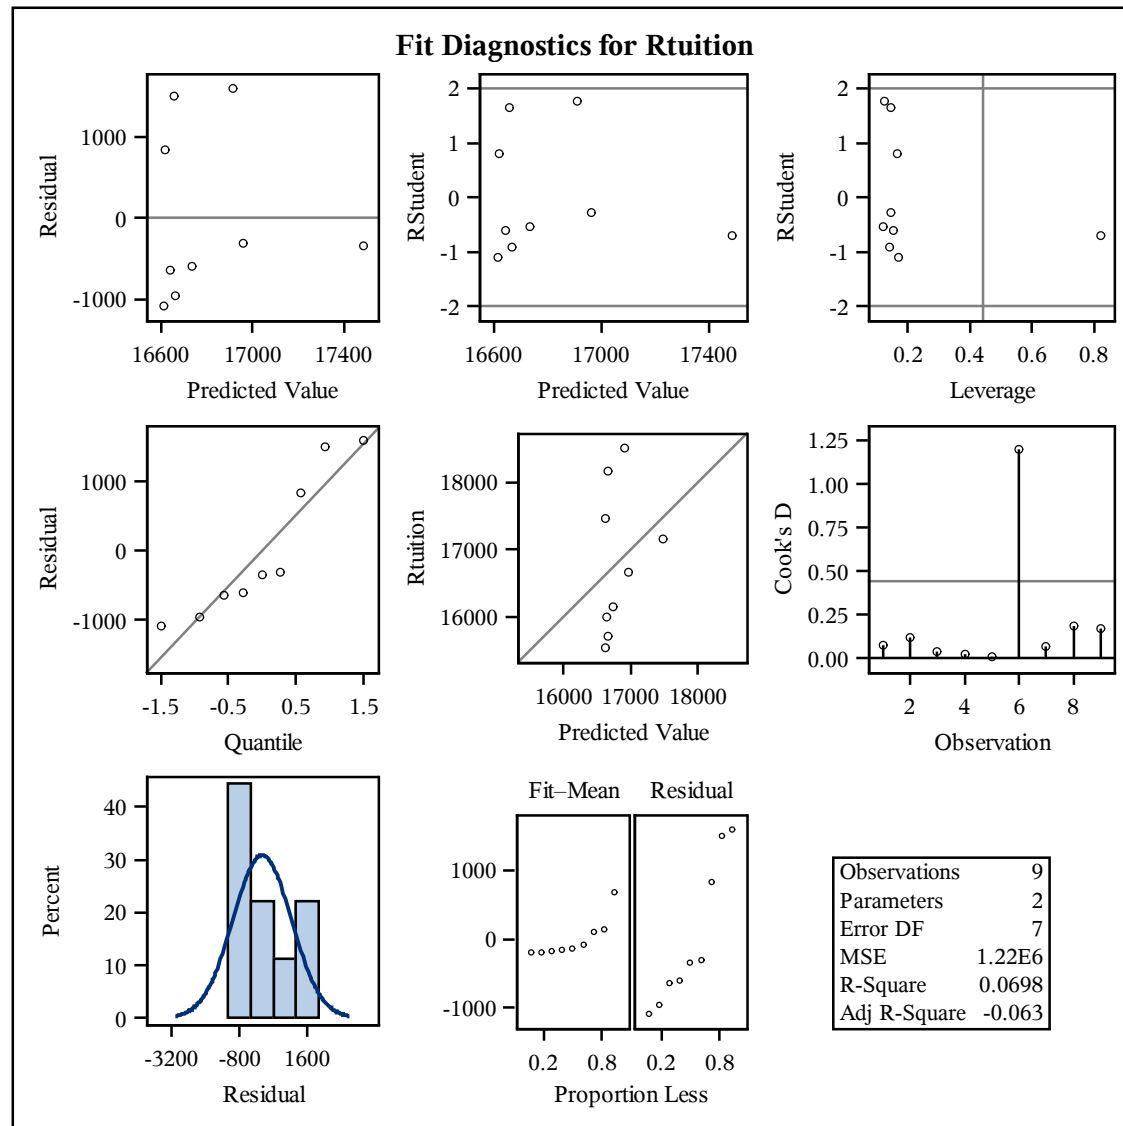 Fit Diagnostics for Rtuition
Residual
1000
0
-1000
16600 17000 17400
Predicted Value
RStudent
2
1
0
-1
-2
16600 17000 17400
Predicted Value
RStudent
2
1
0
-1
-2
0.2 0.4 0.6 0.8
Leverage
Residual
1000
0
-1000
-1.5 -0.5 0.5 1.5
Quantile
Rtuition
18000
17000
16000
16000 17000 18000
Predicted Value
Cook's D
1.25
1.00
0.75
0.50
0.25
0.00
2 4 6 8
Observation
Percent
40
30
20
10
0
-3200 -800 1600
Residual
Fit–Mean Residual
1000
0
-1000
0.2 0.8 0.2 0.8
Proportion Less
Observations 9
Parameters 2
Error DF 7
MSE 1.22E6
R-Square 0.0698
Adj R-Square -0.063